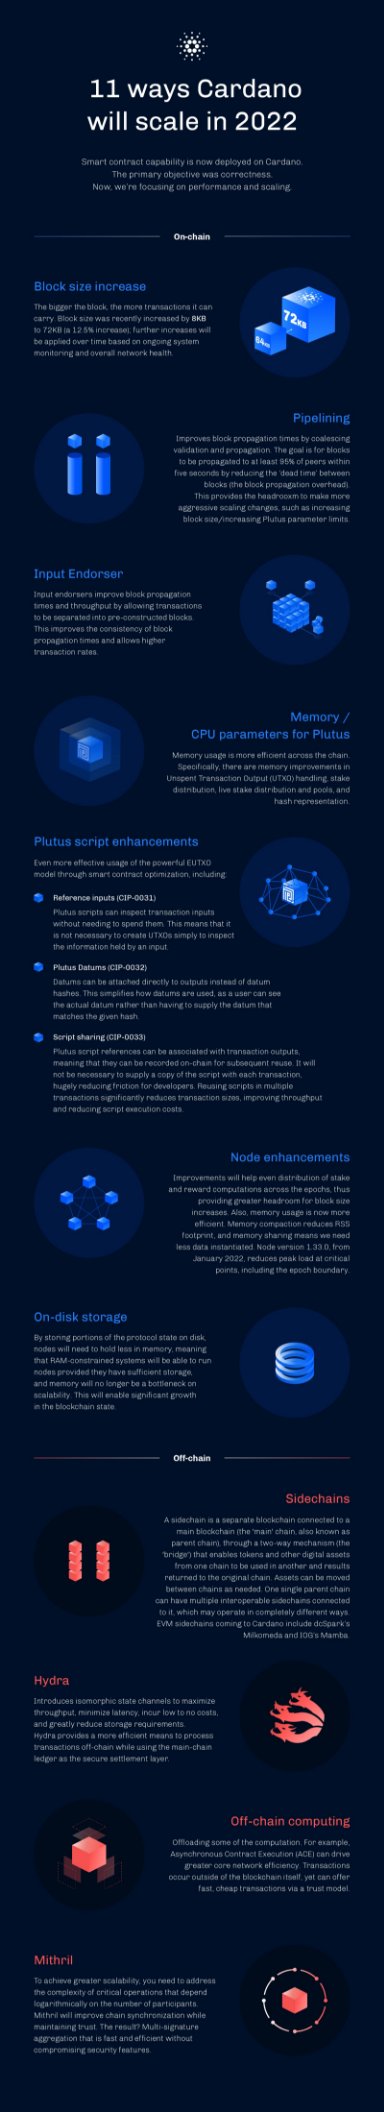 11 ways Cardano
will scale in 2022
Smart contract capability is now deployed on Cardano.
The primary objective was correctness.
Now, we're focusing on performance and scaling.
On-chain
Block size increase
The bigger the block, the more transactions it can
carry. Block size was recently increased by 8KB
to 72KB (a 12.5% increase); further increases will
be applied over time based on ongoing system
monitoring and overall network health.
72KB
64KB
Pipelining
Improves block propagation times by coalescing
validation and propagation. The goal is for blocks
to be propagated to at least 95% of peers within
five seconds by reducing the 'dead time' between
blocks (the block propagation overhead).
This provides the headrooxm to make more
aggressive scaling changes, such as increasing
block size/increasing Plutus parameter limits.
Input Endorser
Input endorsers improve block propagation
times and throughput by allowing transactions
to be separated into pre-constructed blocks.
This improves the consistency of block
propagation times and allows higher
transaction rates.
Memory /
CPU parameters for Plutus
Memory usage is more efficient across the chain.
Specifically, there are memory improvements in
Unspent Transaction Output (UTXO) handling, stake
distribution, live stake distribution and pools, and
hash representation.
Plutus script enhancements
Even more effective usage of the powerful EUTXO
model through smart contract optimization, including:
Reference inputs (CIP-0031)
Plutus scripts can inspect transaction inputs
without needing to spend them. This means that it
is not necessary to create UTXOs simply to inspect
the information held by an input.
Plutus Datums (CIP-0032)
Datums can be attached directly to outputs instead of datum
hashes. This simplifies how datums are used, as a user can see
the actual datum rather than having to supply the datum that
matches the given hash.
Script sharing (CIP-0033)
Plutus script references can be associated with transaction outputs,
meaning that they can be recorded on-chain for subsequent reuse. It will
not be necessary to supply a copy of the script with each transaction,
hugely reducing friction for developers. Reusing scripts in multiple
transactions significantly reduces transaction sizes, improving throughput
and reducing script execution costs.
Node enhancements
Improvements will help even distribution of stake
and reward computations across the epochs, thus
providing greater headroom for block size
increases. Also, memory usage is now more
efficient. Memory compaction reduces RSS
footprint, and memory sharing means we need
less data instantiated. Node version 1.33.0, from
January 2022, reduces peak load at critical
points, including the epoch boundary.
On-disk storage
By storing portions of the protocol state on disk,
nodes will need to hold less in memory, meaning
that RAM-constrained systems will be able to run
nodes provided they have sufficient storage,
and memory will no longer be a bottleneck on
scalability. This will enable significant growth
in the blockchain state.
Off-chain
Sidechains
A sidechain is a separate blockchain connected to a
main blockchain (the 'main' chain, also known as
parent chain), through a two-way mechanism (the
'bridge') that enables tokens and other digital assets
from one chain to be used in another and results
returned to the original chain. Assets can be moved
between chains as needed. One single parent chain
can have multiple interoperable sidechains connected
to it, which may operate in completely different ways.
EVM sidechains coming to Cardano include dcSpark's
Milkomeda and IOG's Mamba.
Hydra
Introduces isomorphic state channels to maximize
throughput, minimize latency, incur low to no costs,
and greatly reduce storage requirements.
Hydra provides a more efficient means to process
transactions off-chain while using the main-chain
ledger as the secure settlement layer.
Off-chain computing
Offloading some of the computation. For example,
Asynchronous Contract Execution (ACE) can drive
greater core network efficiency. Transactions
occur outside of the blockchain itself, yet can offer
fast, cheap transactions via a trust model.
Mithril
To achieve greater scalability, you need to address
the complexity of critical operations that depend
logarithmically on the number of participants.
Mithril will improve chain synchronization while
maintaining trust. The result? Multi-signature
aggregation that is fast and efficient without
compromising security features.